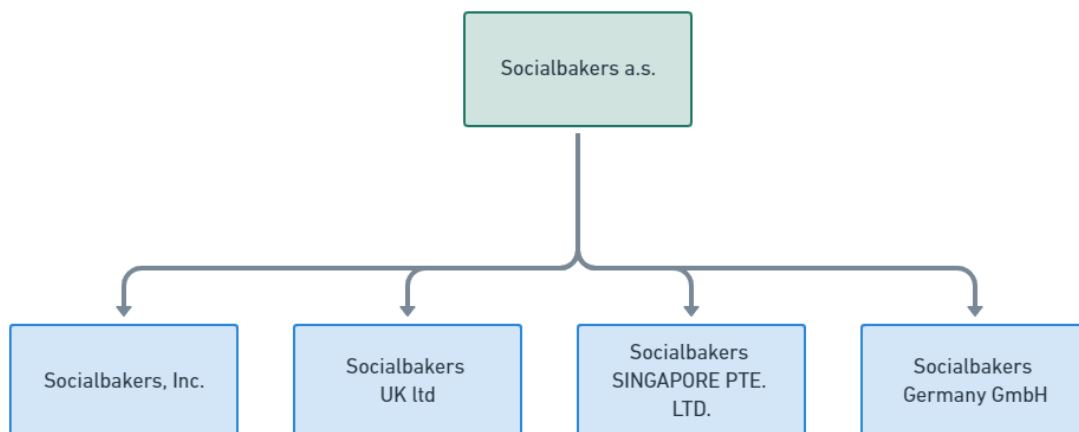 Socialbakers a.s.
Socialbakers, Inc.
Socialbakers
UK ltd
Socialbakers
SINGAPORE PTE.
LTD.
Socialbakers
Germany GmbH